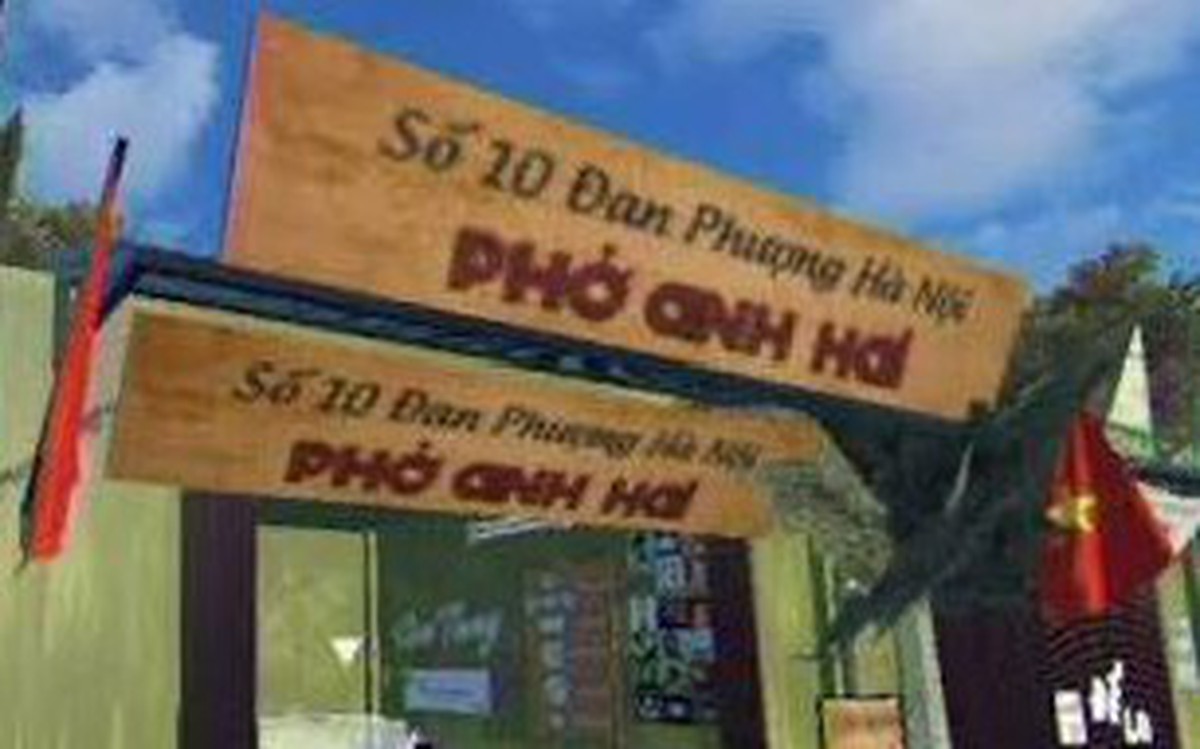 Số 10 Đan Phượng Hà Nội
PHỞ ANH HAI
Số 10 Đan Phượng Hà Nội
PHỞ ANH HAI